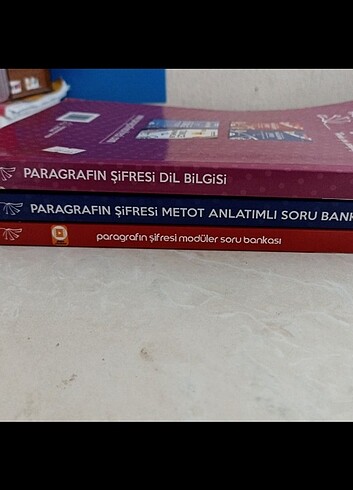 PARAGRAFIN ŞİFRESİ DİL BİLGİSİ
PARAGRAFIN ŞİFRESİ METOT ANLATIMLI SORU BANK
paragrafın şifresi modüler soru bankası